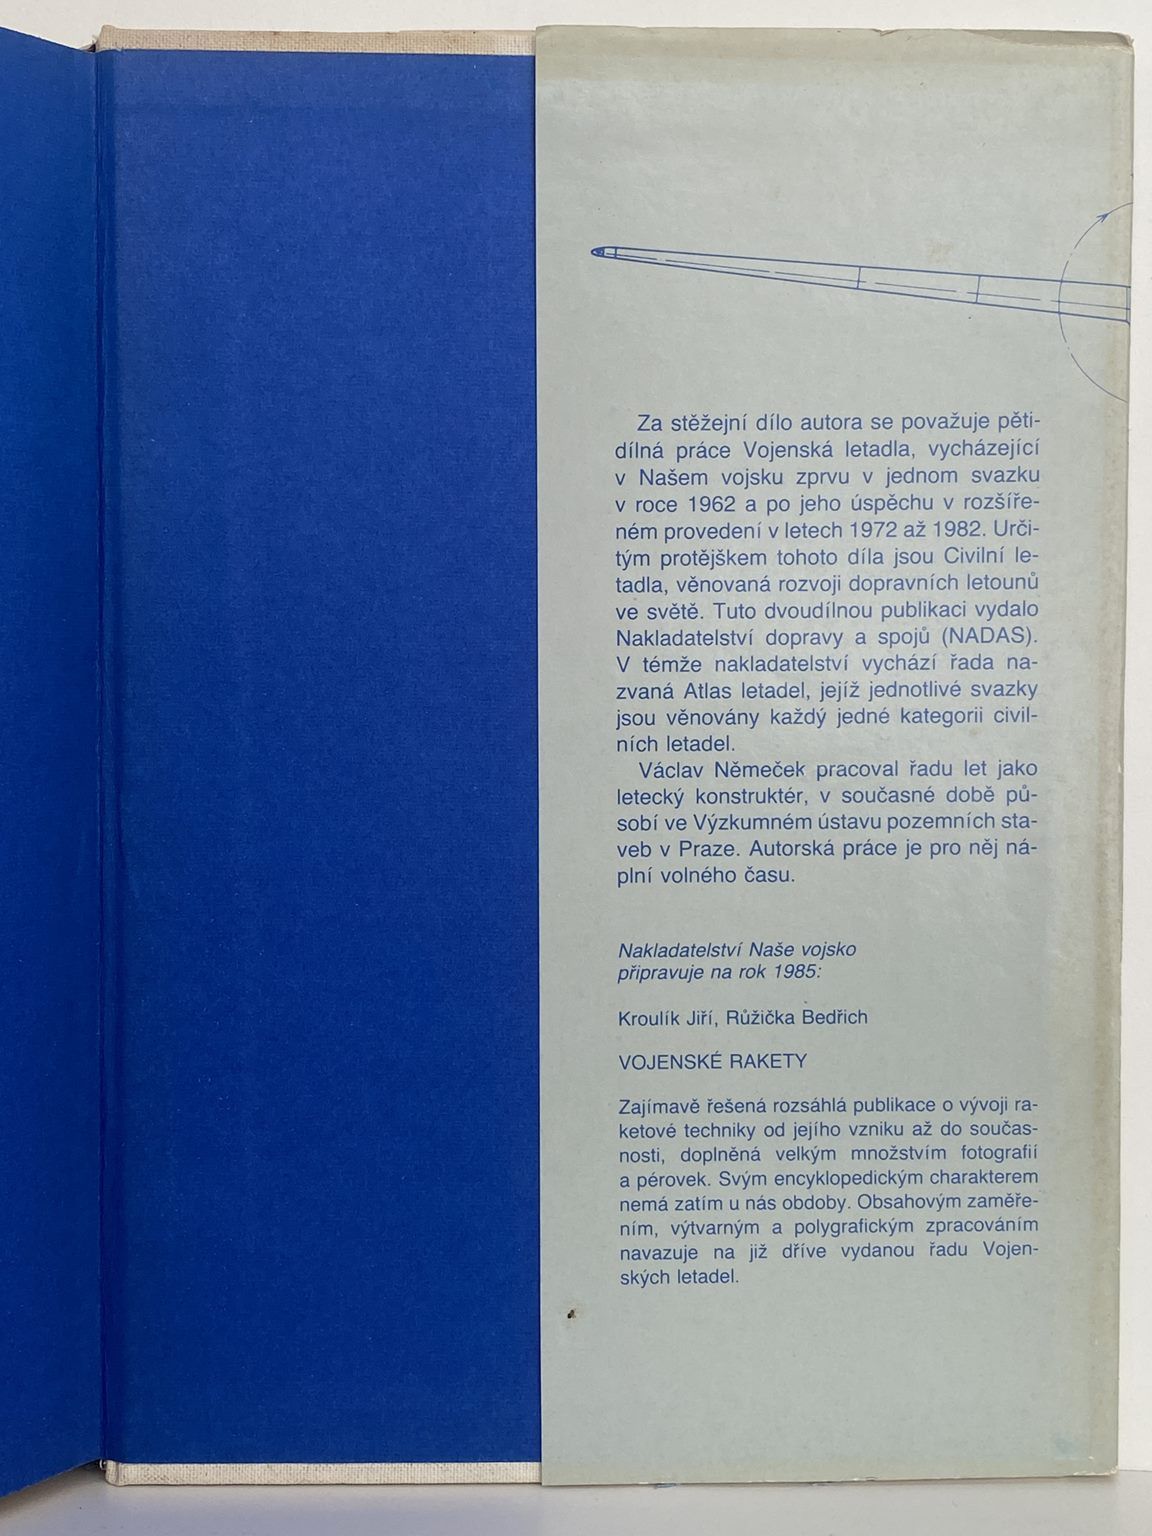 Za stěžejní dílo autora se považuje pěti-
dílná práce Vojenská letadla, vycházející
v Našem vojsku zprvu v jednom svazku
v roce 1962 a po jeho úspěchu v rozšíře-
ném provedení v letech 1972 až 1982. Urči-
tým protějškem tohoto díla jsou Civilní le-
tadla, věnovaná rozvoji dopravních letounů
ve světě. Tuto dvoudílnou publikaci vydalo
Nakladatelství dopravy a spojů (NADAS).
V témže nakladatelství vychází řada na-
zvaná Atlas letadel, jejíž jednotlivé svazky
jsou věnovány každý jedné kategorii civil-
ních letadel.
Václav Němeček pracoval řadu let jako
letecký konstruktér, v současné době pů-
sobí ve Výzkumném ústavu pozemních sta-
veb v Praze. Autorská práce je pro něj ná-
plní volného času.
Nakladatelství Naše vojsko
připravuje na rok 1985:
Kroulík Jiří, Růžička Bedřich
VOJENSKÉ RAKETY
Zajímavě řešená rozsáhlá publikace o vývoji ra-
ketové techniky od jejího vzniku až do součas-
nosti, doplněná velkým množstvím fotografií
a pérovek. Svým encyklopedickým charakterem
nemá zatím u nás obdoby. Obsahovým zaměře-
ním, výtvarným a polygrafickým zpracováním
navazuje na již dříve vydanou řadu Vojen-
ských letadel.